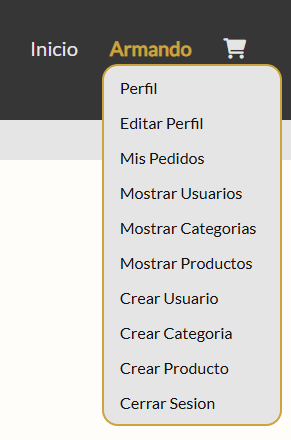 Inicio Armando
Perfil
Editar Perfil
Mis Pedidos
Mostrar Usuarios
Mostrar Categorias
Mostrar Productos
Crear Usuario
Crear Categoria
Crear Producto
Cerrar Sesion